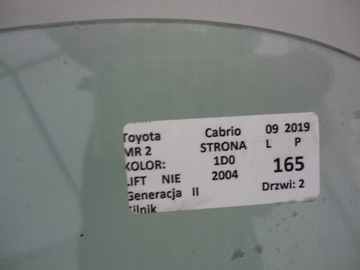 Toyota Cabrio 09 2019
MR 2 STRONA L P
KOLOR: 1D0 165
LIFT NIE 2004
Generacja II Drzwi: 2
Silnik